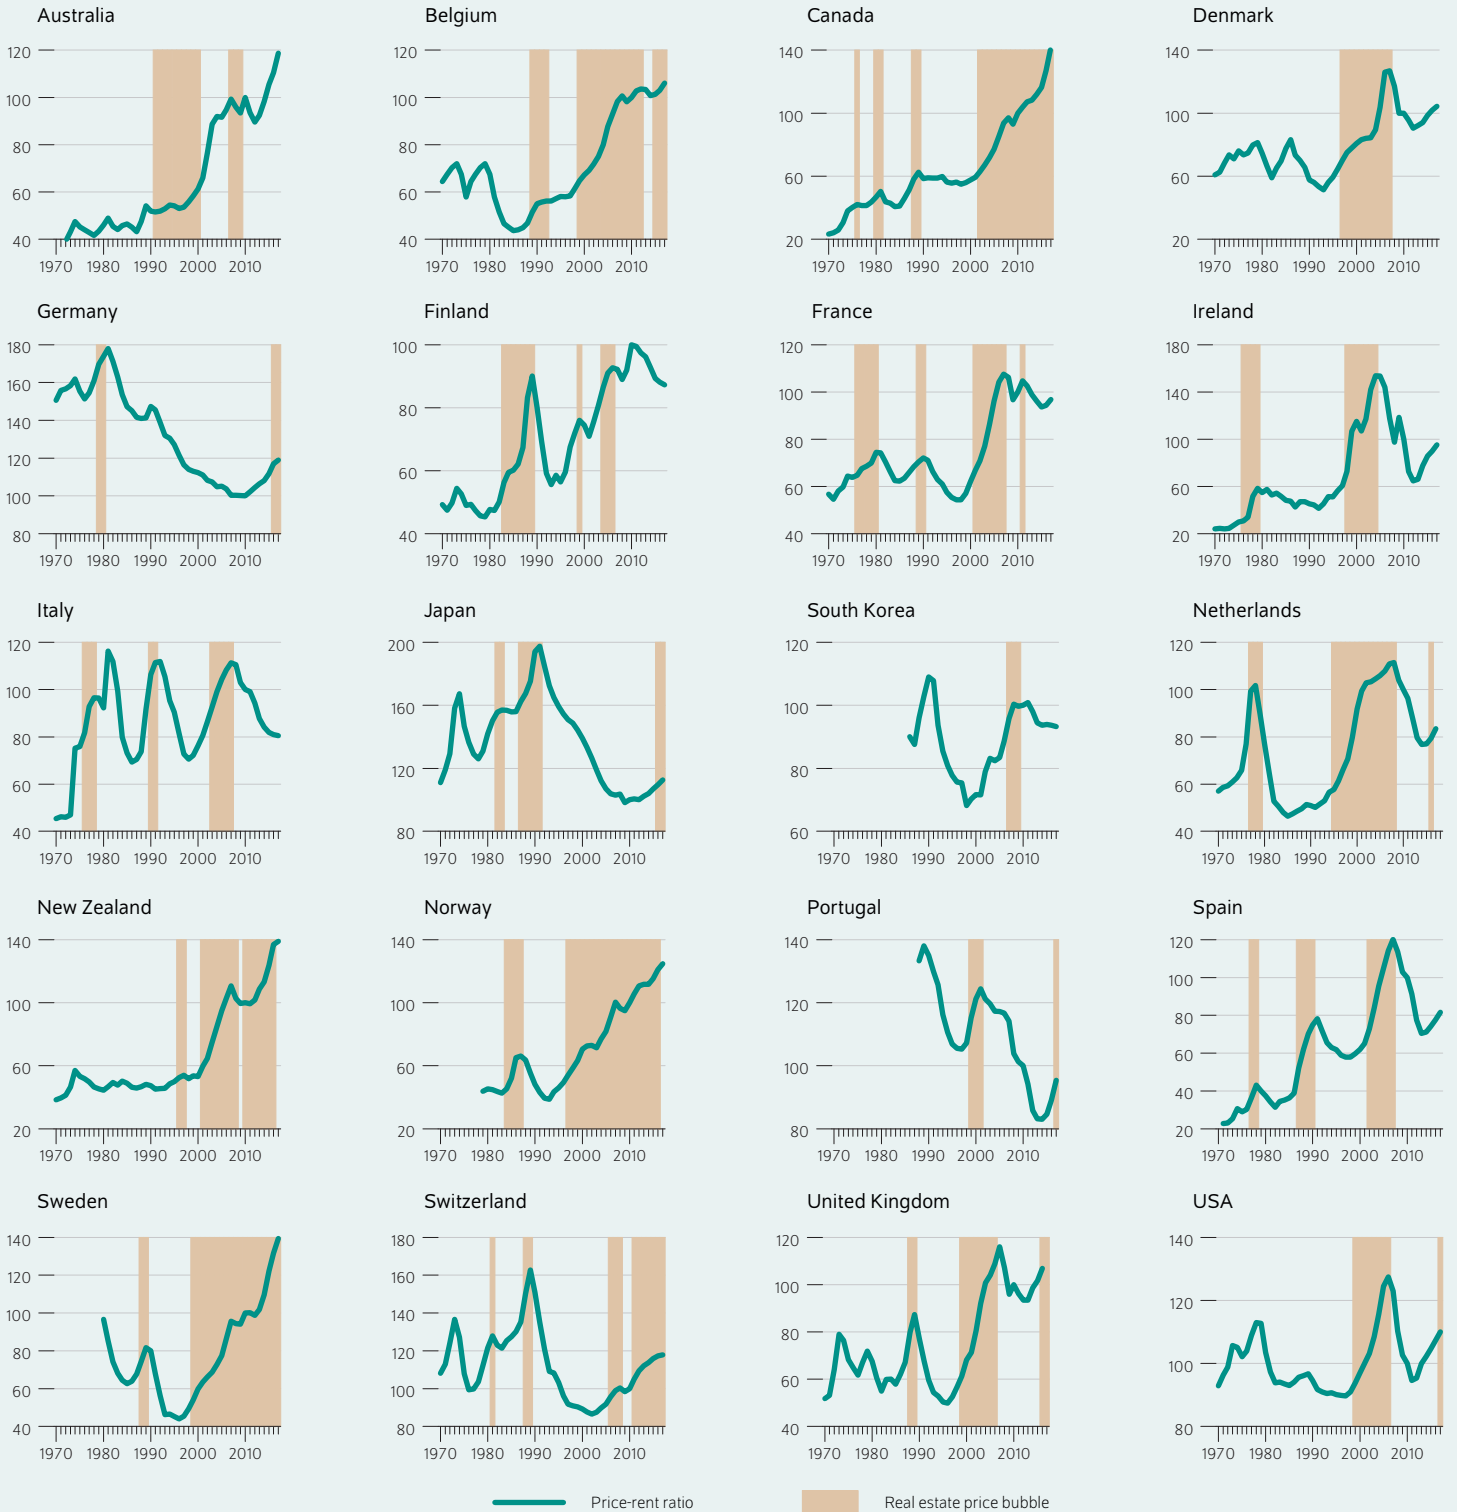 Australia Belgium Canada Denmark
120 120 140 140
100 100 100 100
80 80
60 60 60 60
40 40 20 20
1970 1980 1990 2000 2010 1970 1980 1990 2000 2010 1970 1980 1990 2000 2010 1970 1980 1990 2000 2010
Germany Finland France Ireland
180 100 120 180
160 100 140
140 80 80 100
120 60 60 60
100
80 40 40 20
1970 1980 1990 2000 2010 1970 1980 1990 2000 2010 1970 1980 1990 2000 2010 1970 1980 1990 2000 2010
Italy Japan South Korea Netherlands
120 200 120 120
100 160 100 100
80 120 80 80
60 60
40 80 60 40
1970 1980 1990 2000 2010 1970 1980 1990 2000 2010 1970 1980 1990 2000 2010 1970 1980 1990 2000 2010
New Zealand Norway Portugal Spain
140 140 140 120
100 100 120 100
80
60 60 100 60
40
20 20 80 20
1970 1980 1990 2000 2010 1970 1980 1990 2000 2010 1970 1980 1990 2000 2010 1970 1980 1990 2000 2010
Sweden Switzerland United Kingdom USA
140 180 120 140
120 160 100 120
100 140 80 100
80 120 60
60 100
40 80 40 80
1970 1980 1990 2000 2010 1970 1980 1990 2000 2010 1970 1980 1990 2000 2010 1970 1980 1990 2000 2010
Price-rent ratio Real estate price bubble